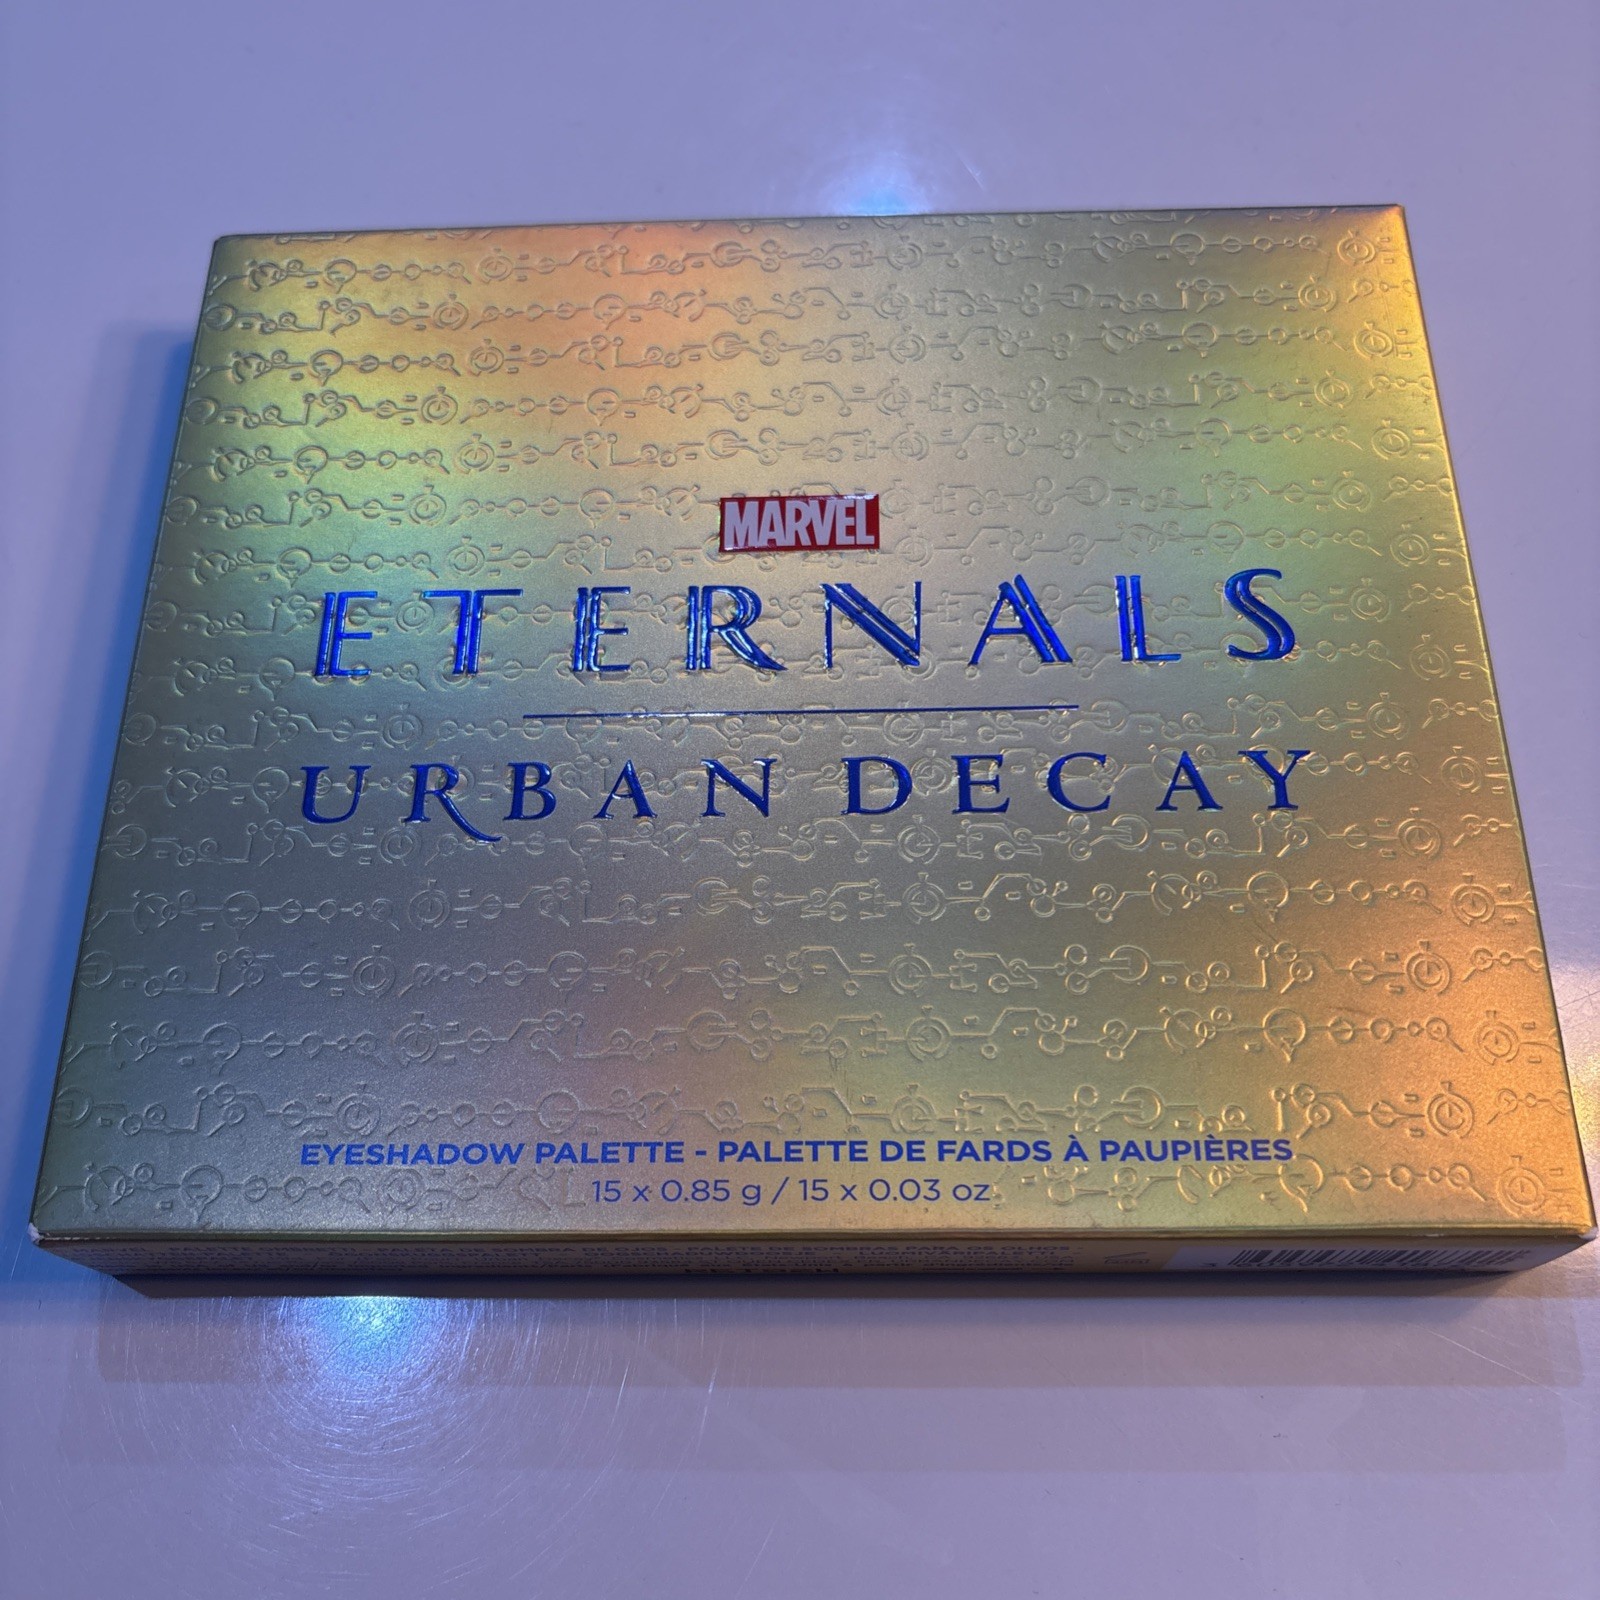 MARVEL
ETERNALS
URBAN DECAY
EYESHADOW PALETTE - PALETTE DE FARDS À PAUPIÈRES
15 x 0.85 g / 15 x 0.03 oz